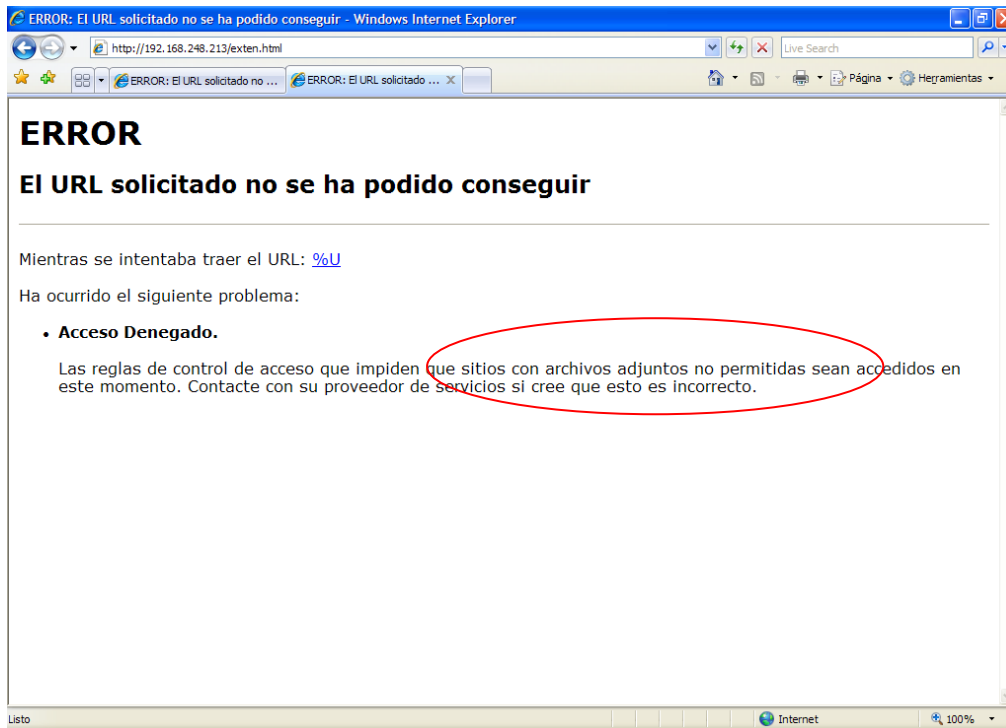 ERROR: El URL solicitado no se ha podido conseguir - Windows Internet Explorer
http://192.168.248.213/exten.html
Live Search
ERROR: El URL solicitado no ...
ERROR: El URL solicitado ...
Página
Herramientas
ERROR
El URL solicitado no se ha podido conseguir
Mientras se intentaba traer el URL: %U
Ha ocurrido el siguiente problema:
• Acceso Denegado.
Las reglas de control de acceso que impiden que sitios con archivos adjuntos no permitidas sean accedidos en
este momento. Contacte con su proveedor de servicios si cree que esto es incorrecto.
Listo
Internet
100%